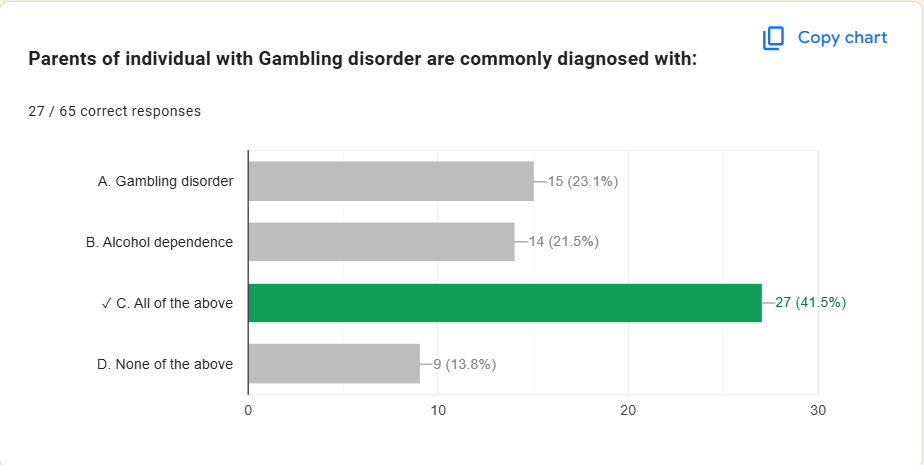 Copy chart
Parents of individual with Gambling disorder are commonly diagnosed with:
27 / 65 correct responses
A. Gambling disorder
15 (23.1%)
B. Alcohol dependence
14 (21.5%)
✓ C. All of the above
27 (41.5%)
D. None of the above
9 (13.8%)
0
10
20
30